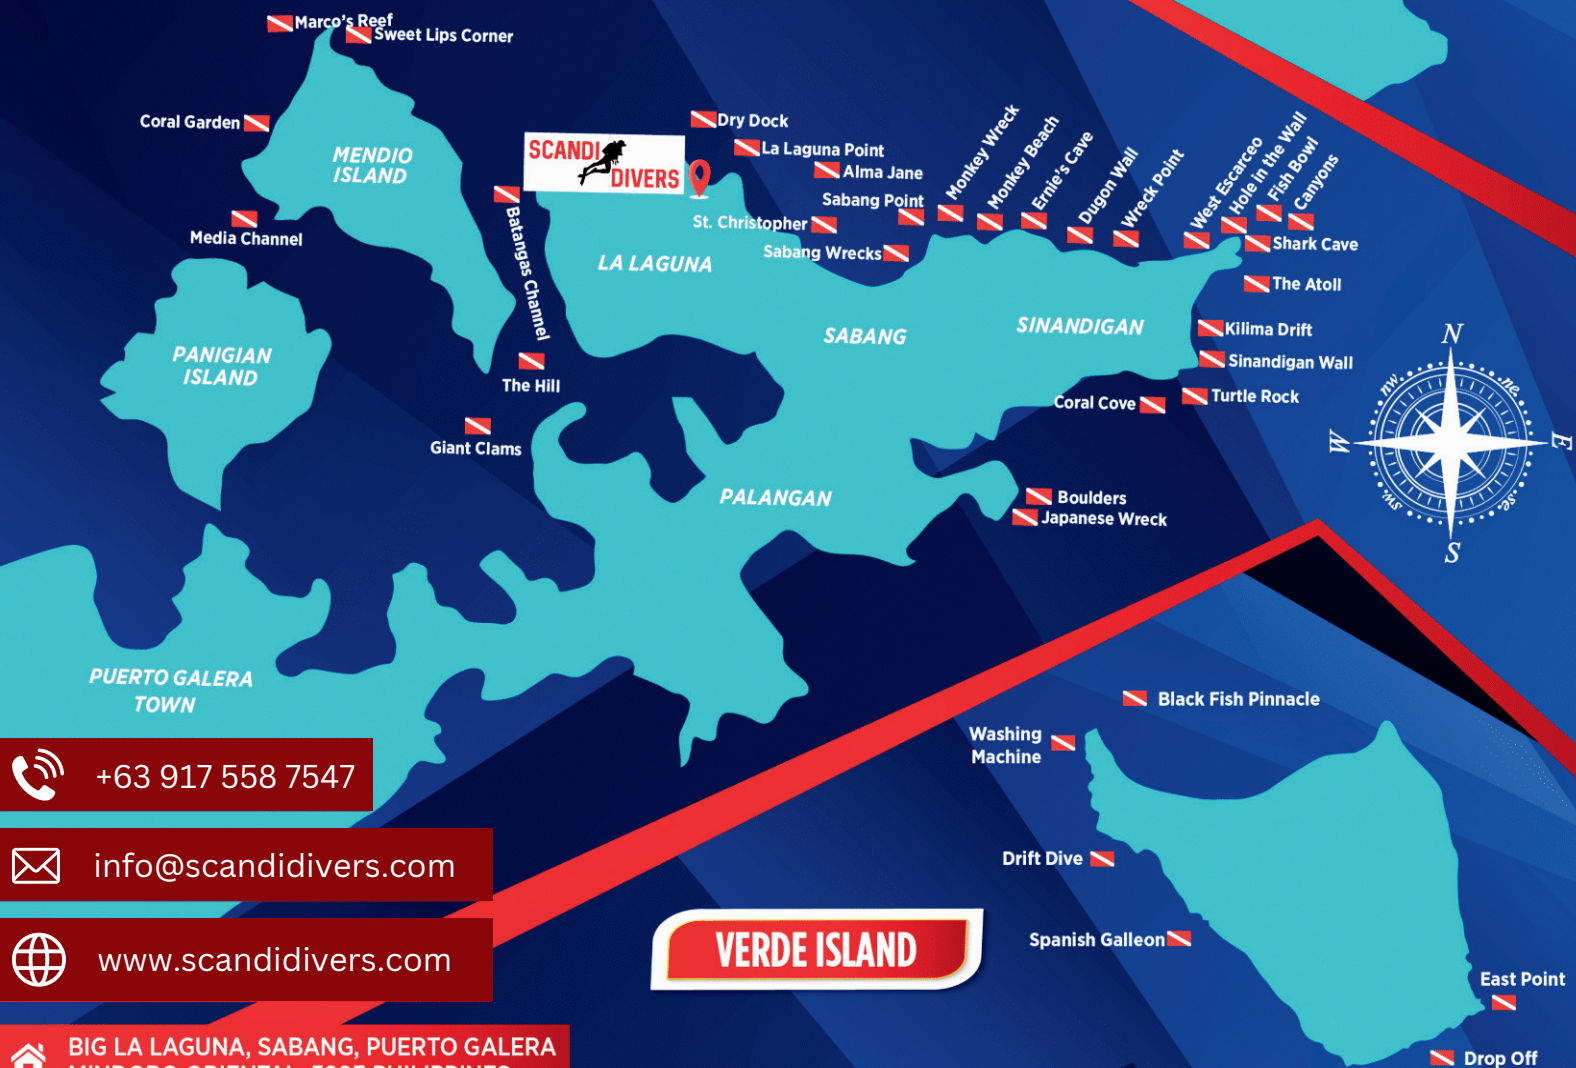 Marco's Reef
Sweet Lips Corner
Coral Garden
MENDIO
ISLAND
Media Channel
SCANDI
DIVERS
Dry Dock
La Laguna Point
Alma Jane
Sabang Point
St. Christopher
Sabang Wrecks
Monkey Wreck
Monkey Beach
Ernie's Cave
Dugon Wall
Wreck Point
West Escarceo
Hole in the Wall
Fish Bowl
Canyons
Shark Cave
The Atoll
Kilima Drift
Sinandigan Wall
Turtle Rock
Coral Cove
Batangas Channel
LA LAGUNA
SABANG
SINANDIGAN
PANIGIAN
ISLAND
The Hill
Giant Clams
PALANGAN
Boulders
Japanese Wreck
N
ne
E
se
S
sw
W
nw
PUERTO GALERA
TOWN
+63 917 558 7547
info@scandidivers.com
www.scandidivers.com
BIG LA LAGUNA, SABANG, PUERTO GALERA
VERDE ISLAND
Black Fish Pinnacle
Washing
Machine
Drift Dive
Spanish Galleon
East Point
Drop Off